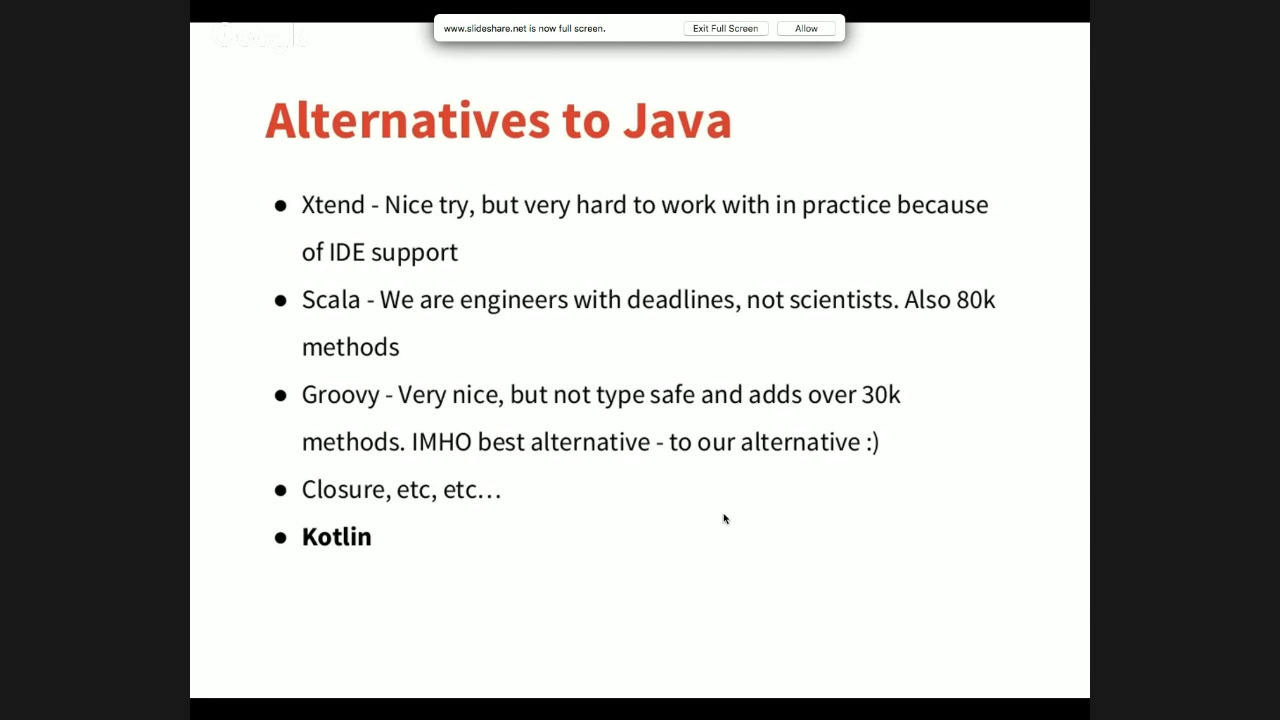 www.slideshare.net is now full screen. Exit Full Screen Allow
Google
Alternatives to Java
● Xtend - Nice try, but very hard to work with in practice because
of IDE support
● Scala - We are engineers with deadlines, not scientists. Also 80k
methods
● Groovy - Very nice, but not type safe and adds over 30k
methods. IMHO best alternative - to our alternative :)
● Closure, etc, etc…
● Kotlin